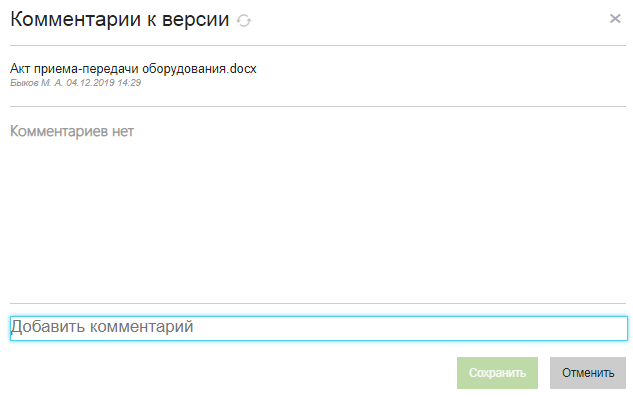 Комментарии к версии
Акт приема-передачи оборудования.docx
Быков М. А. 04.12.2019 14:29
Комментариев нет
Добавить комментарий
Сохранить Отменить